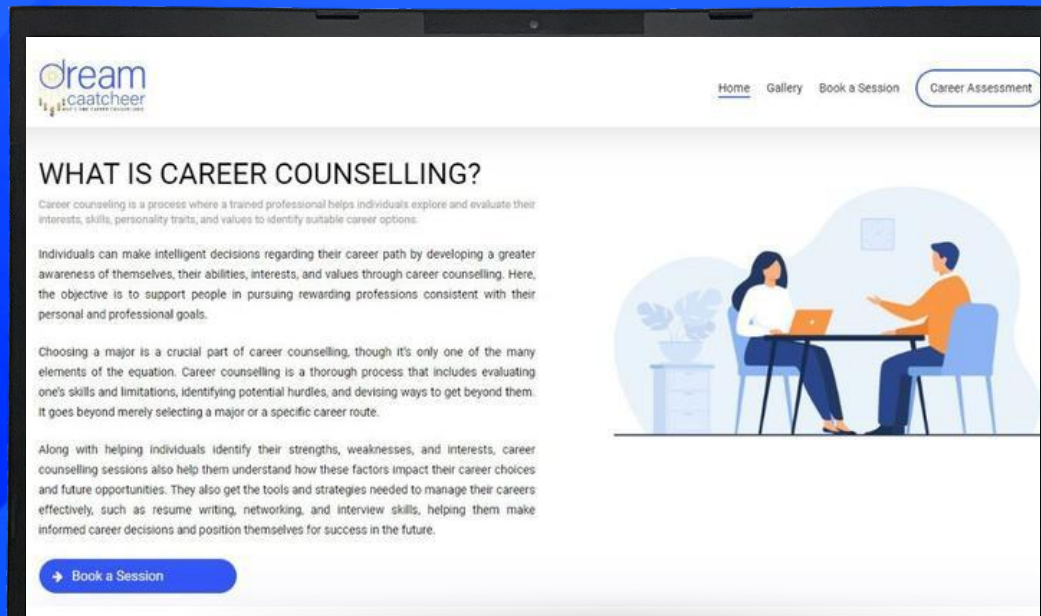 dream
caatcheer
Home Gallery Book a Session Career Assessment
WHAT IS CAREER COUNSELLING?
Career counseling is a process where a trained professional helps individuals explore and evaluate their
interests, skills, personality traits, and values to identify suitable career options.
Individuals can make intelligent decisions regarding their career path by developing a greater
awareness of themselves, their abilities, interests, and values through career counselling. Here,
the objective is to support people in pursuing rewarding professions consistent with their
personal and professional goals.
Choosing a major is a crucial part of career counselling, though it's only one of the many
elements of the equation. Career counselling is a thorough process that includes evaluating
one's skills and limitations, identifying potential hurdles, and devising ways to get beyond them.
It goes beyond merely selecting a major or a specific career route.
Along with helping individuals identify their strengths, weaknesses, and interests, career
counselling sessions also help them understand how these factors impact their career choices
and future opportunities. They also get the tools and strategies needed to manage their careers
effectively, such as resume writing, networking, and interview skills, helping them make
informed career decisions and position themselves for success in the future.
Book a Session